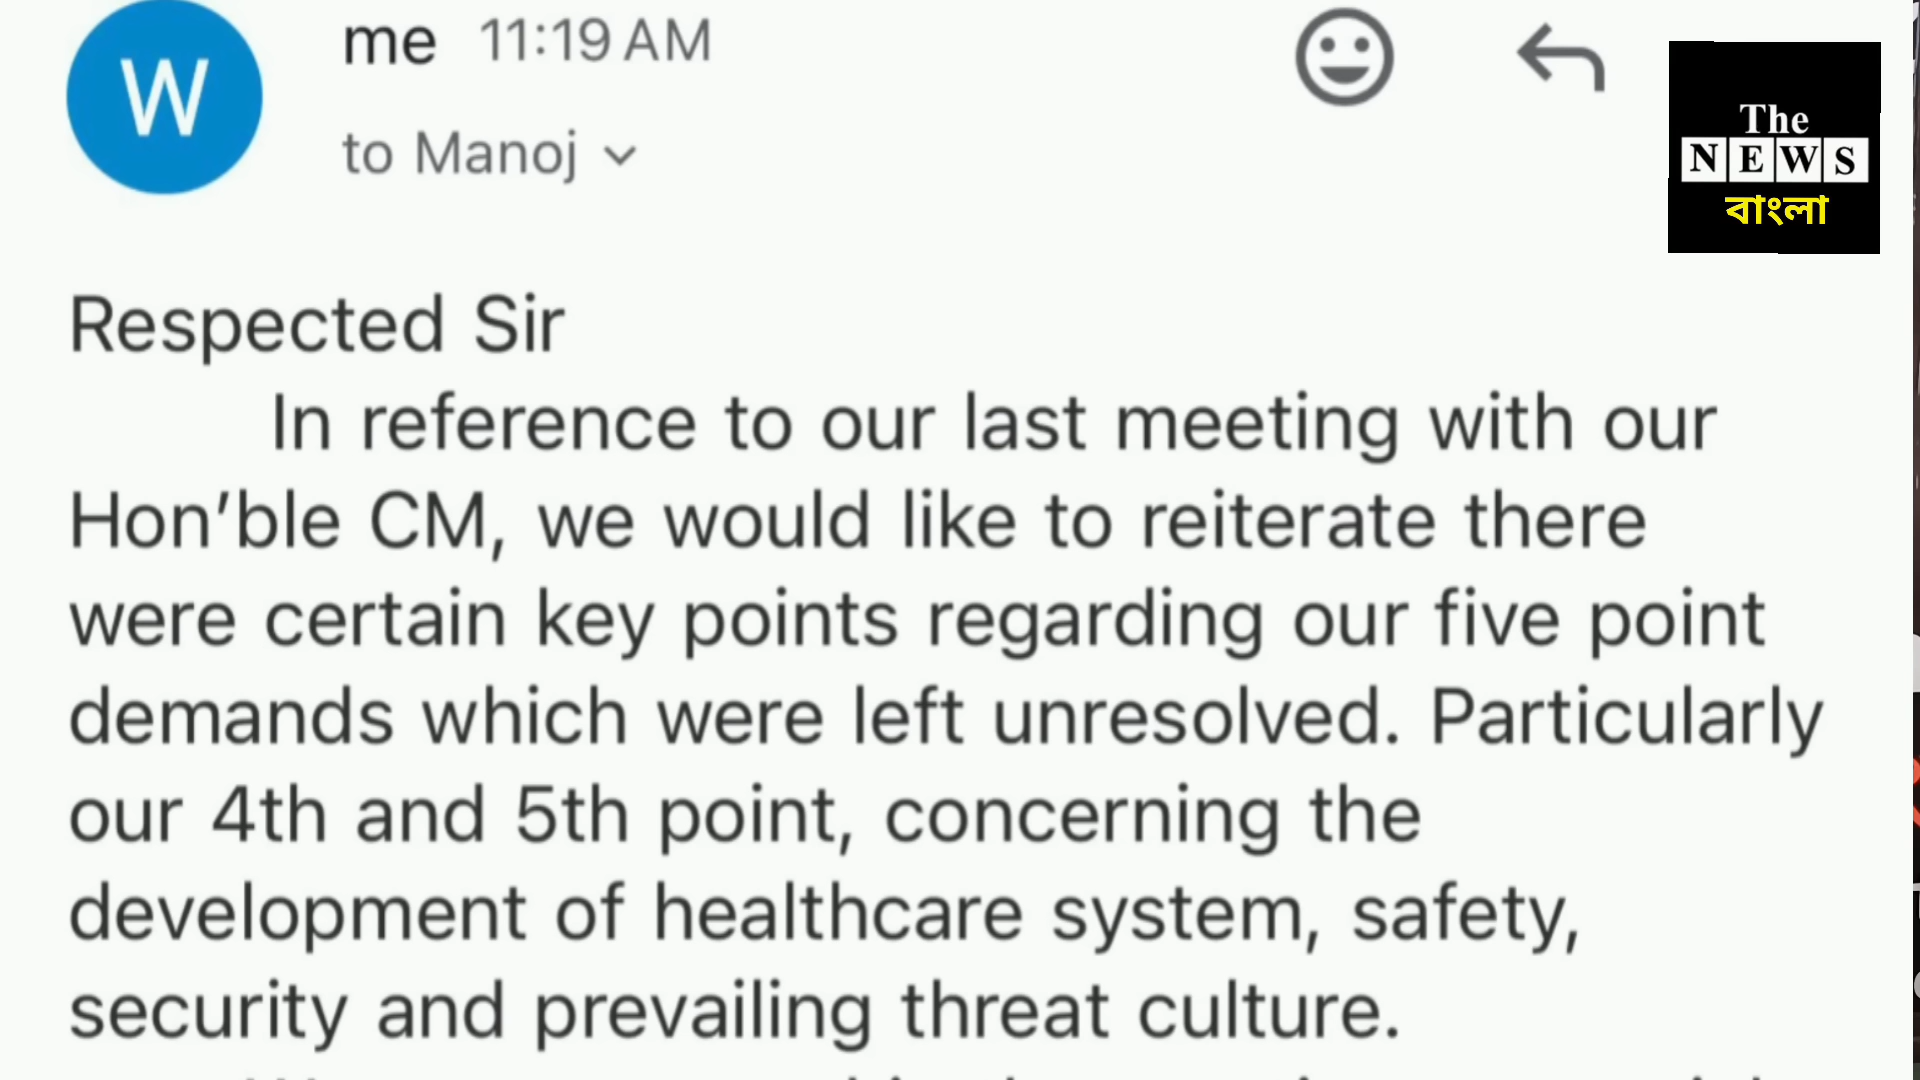 W
me 11:19 AM
to Manoj
The
NEWS
বাংলা
Respected Sir
In reference to our last meeting with our
Hon'ble CM, we would like to reiterate there
were certain key points regarding our five point
demands which were left unresolved. Particularly
our 4th and 5th point, concerning the
development of healthcare system, safety,
security and prevailing threat culture.